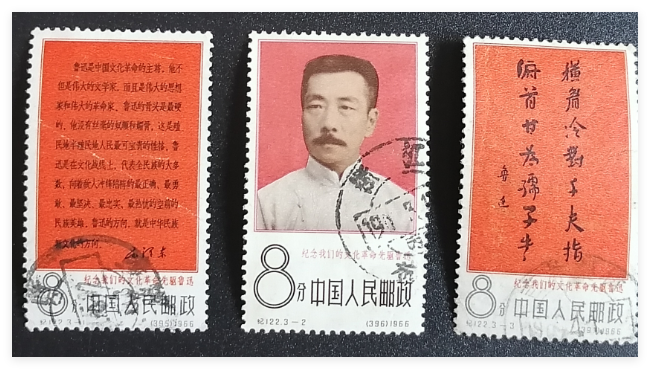 鲁迅是中国文化革命的主将，他不
但是伟大的文学家，而且是伟大的思想
家和伟大的革命家。鲁迅的骨头是最硬
的，他没有丝毫的奴颜和媚骨，这是殖
民地半殖民地人民最可宝贵的性格。鲁
迅是在文化战线上，代表全民族的大多
数，向着敌人冲锋陷阵的最正确、最勇
敢、最坚决、最忠实、最热忱的空前的
民族英雄。鲁迅的方向，就是中华民族
新文化的方向。
毛泽东
纪念我们的文化革命先驱鲁迅
8分 中国人民邮政
纪122.3-1 (395)1966
纪念我们的文化革命先驱鲁迅
8分 中国人民邮政
纪122.3-2 (396)1966
橫眉冷對千夫指
俯首甘為孺子牛
魯迅
纪念我们的文化革命先驱鲁迅
8分 中国人民邮政
纪122.3-3 1966